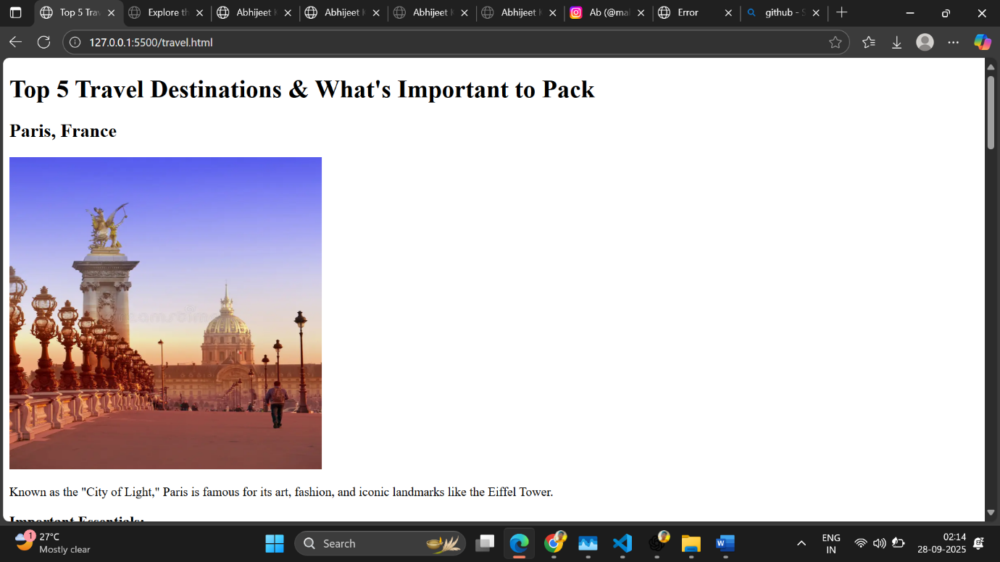 Top 5 Trav
Explore th
Abhijeet K
Abhijeet K
Abhijeet K
Abhijeet K
Ab (@mal
Error
github - S
127.0.0.1:5500/travel.html
Top 5 Travel Destinations & What's Important to Pack
Paris, France
Known as the "City of Light," Paris is famous for its art, fashion, and iconic landmarks like the Eiffel Tower.
Important Essentials:
1
27°C
Mostly clear
Search
ENG
IN
02:14
28-09-2025